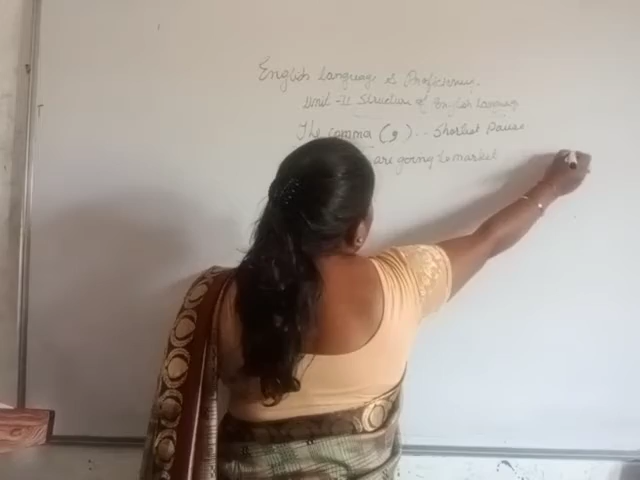 English language & Proficiency.
Unit - II Structure of English language
The comma (,) .. Shortest Pause
are going to market